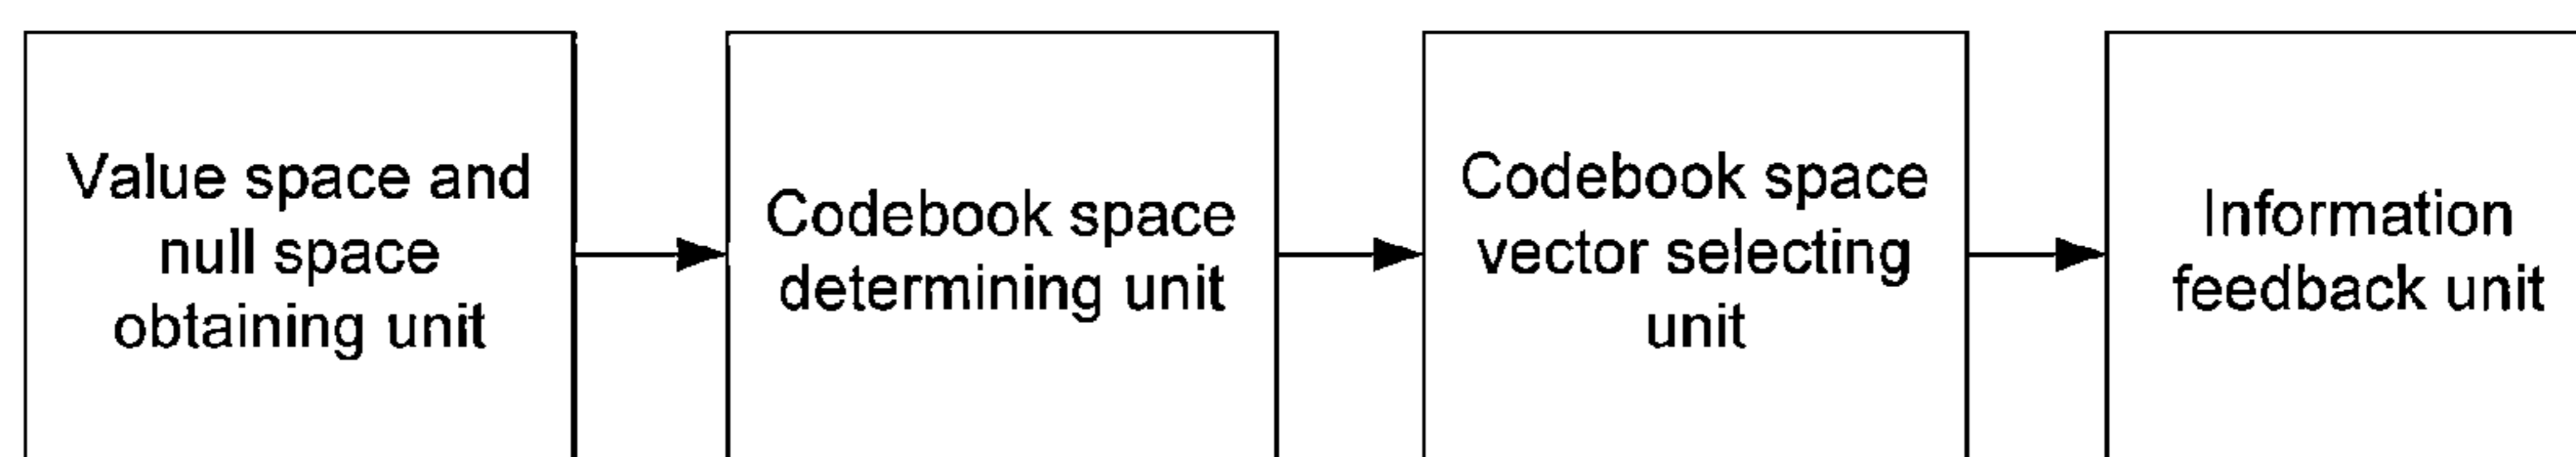 Value space and
null space
obtaining unit
Codebook space
determining unit
Codebook space
vector selecting
unit
Information
feedback unit